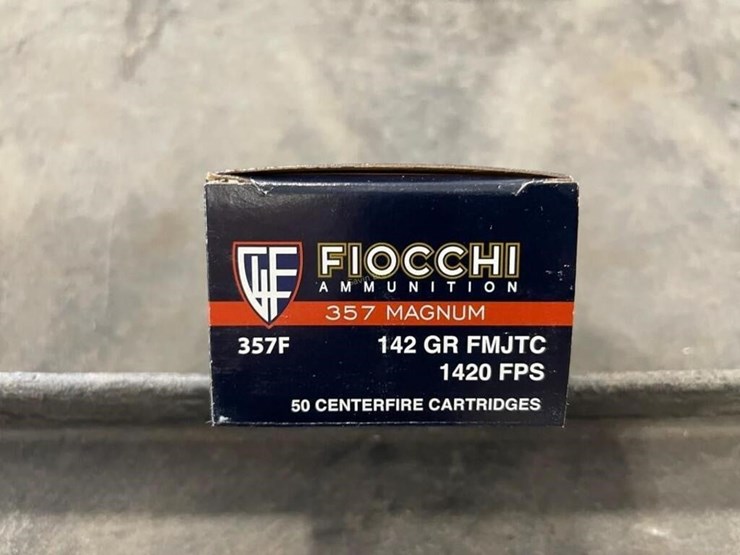 FIOCCHI
AMMUNITION
357 MAGNUM
357F
142 GR FMJTC
1420 FPS
50 CENTERFIRE CARTRIDGES